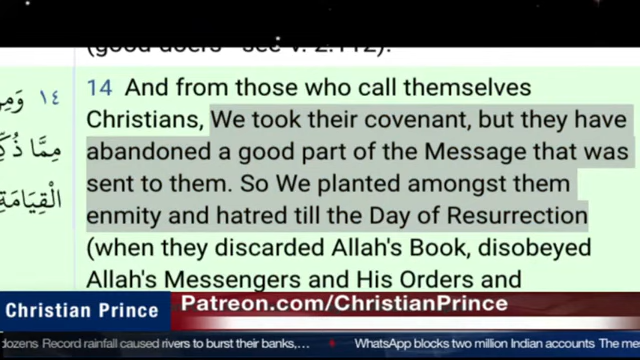 (good doers - see V. 2:112).
14 And from those who call themselves
Christians, We took their covenant, but they have
abandoned a good part of the Message that was
sent to them. So We planted amongst them
enmity and hatred till the Day of Resurrection
(when they discarded Allah's Book, disobeyed
Allah's Messengers and His Orders and
١٤ وَمِنَ
مِمَّا
الْقِيَامَةِ
Christian Prince
Patreon.com/ChristianPrince
dozens Record rainfall caused rivers to burst their banks,... WhatsApp blocks two million Indian accounts The